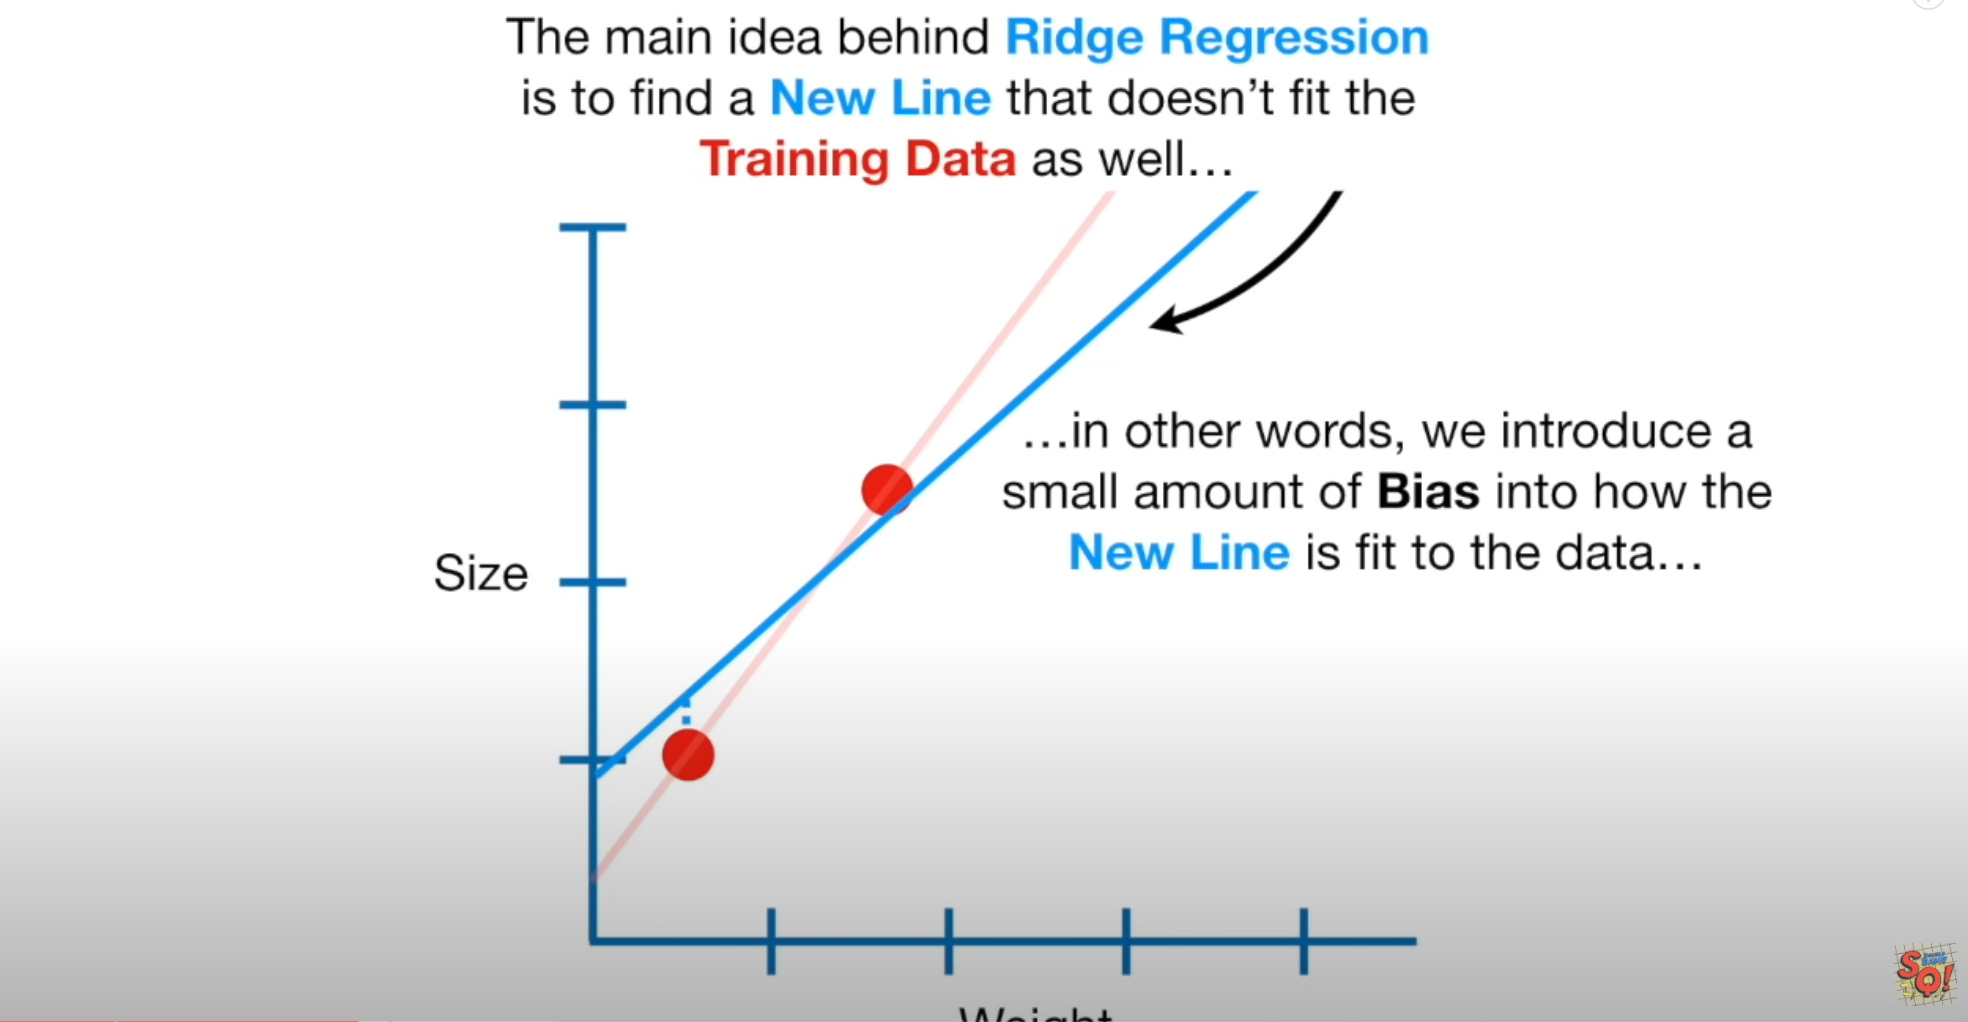 The main idea behind Ridge Regression
is to find a New Line that doesn’t fit the
Training Data as well…
…in other words, we introduce a
small amount of Bias into how the
New Line is fit to the data…
Size
Weight
SQ!